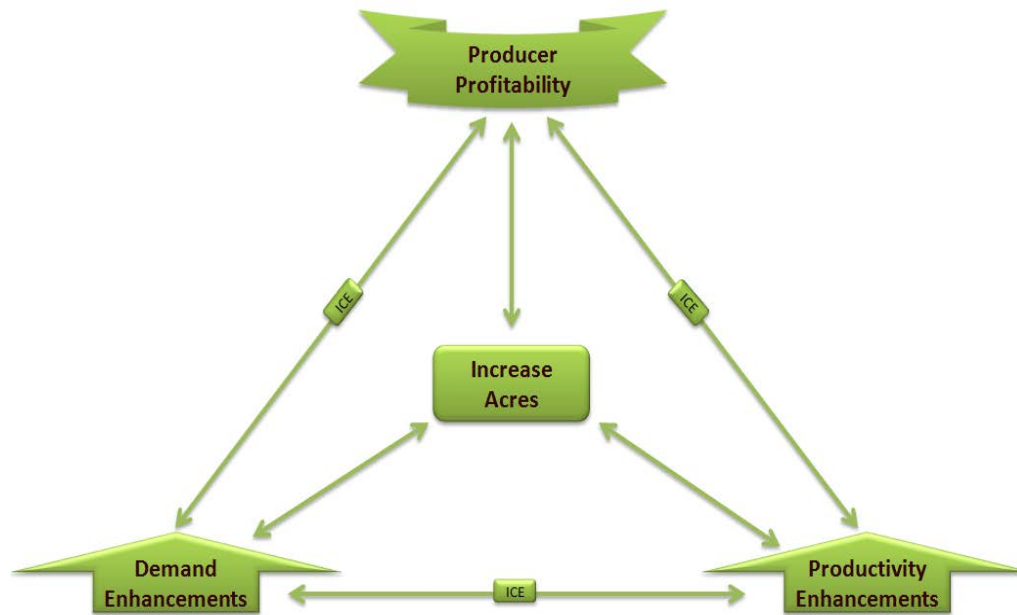 Producer
Profitability
ICE
ICE
Increase
Acres
Demand
Enhancements
ICE
Productivity
Enhancements